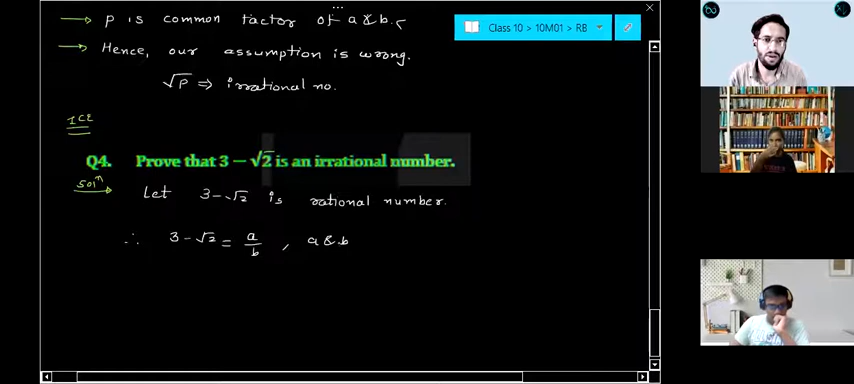 → p is common factor of a & b.
Class 10 > 10M01 > RB
→ Hence, our assumption is wrong.
√p ⇒ irrational no.
ICE
Q4. Prove that 3 − √2 is an irrational number.
Solⁿ
Let 3 - √2 is rational number.
∴ 3 - √2 = a/b , a & b